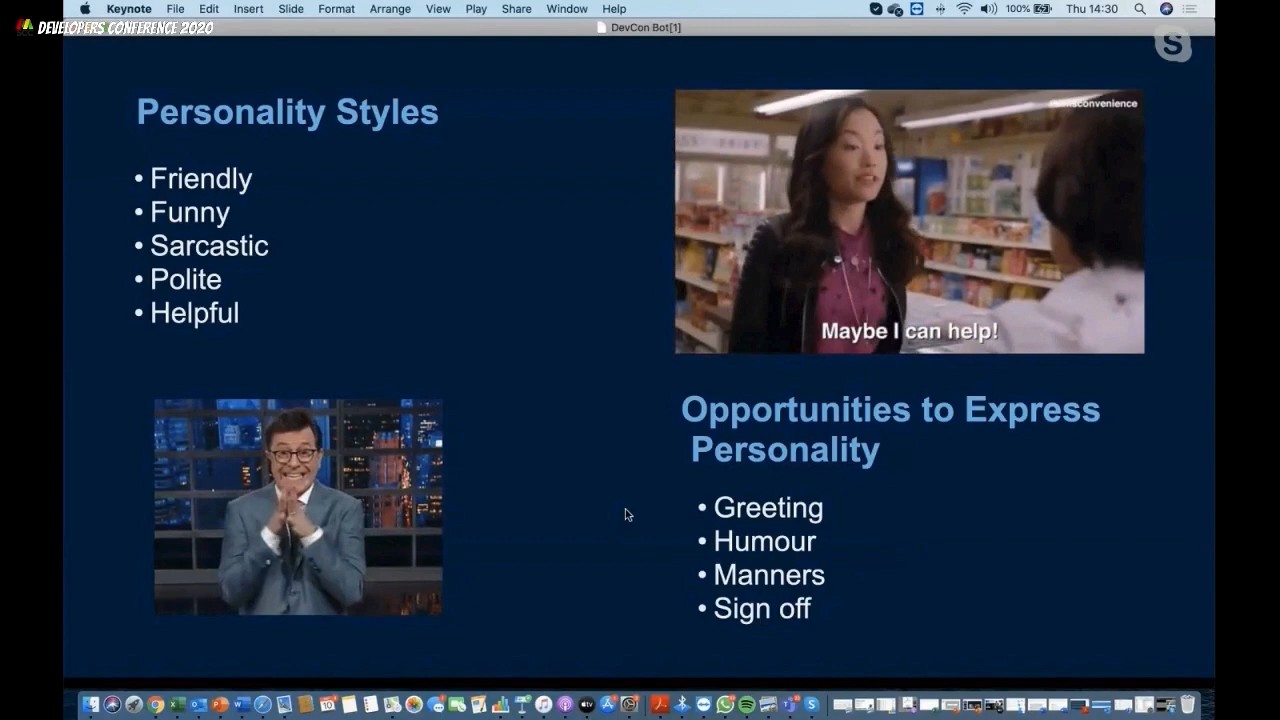 Keynote File Edit Insert Slide Format Arrange View Play Share Window Help 100% Thu 14:30
DEVELOPERS CONFERENCE 2020
DevCon Bot[1]
Personality Styles
• Friendly
• Funny
• Sarcastic
• Polite
• Helpful
Maybe I can help!
Opportunities to Express
Personality
• Greeting
• Humour
• Manners
• Sign off